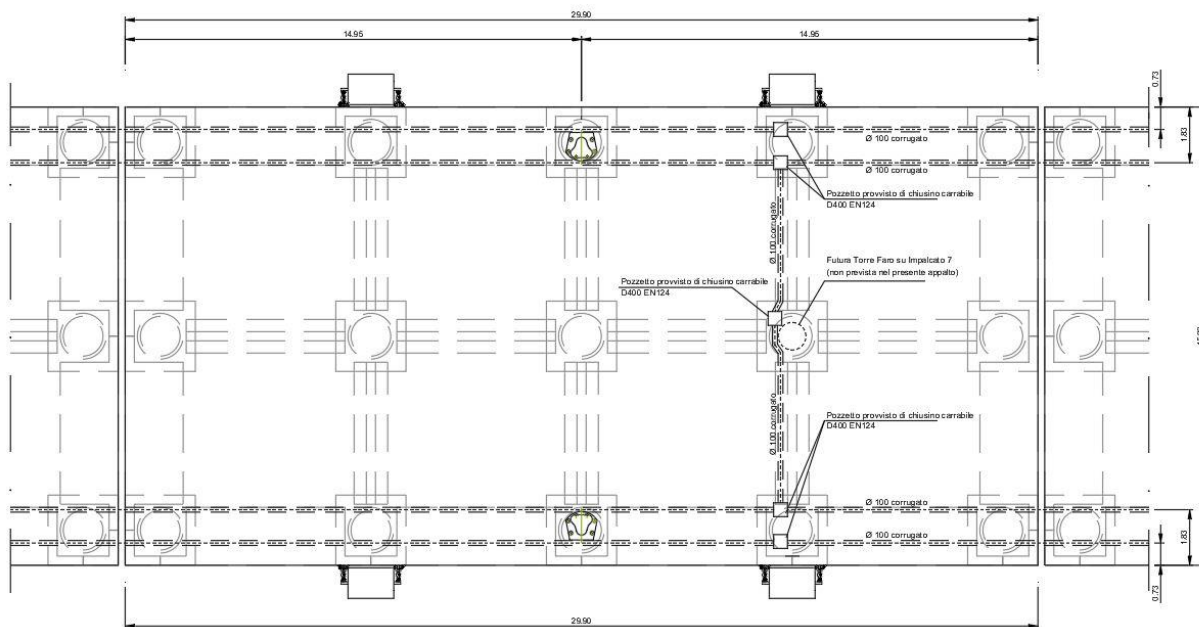 29.90
14.95
14.95
0.73
1.83
Ø 100 corrugato
Ø 100 corrugato
Pozzetto provvisto di chiusino carrabile
D400 EN124
Ø 100 corrugato
Futura Torre Faro su Impalcato 7
(non prevista nel presente appalto)
Pozzetto provvisto di chiusino carrabile
D400 EN124
Pozzetto provvisto di chiusino carrabile
D400 EN124
Ø 100 corrugato
Ø 100 corrugato
Ø 100 corrugato
1.83
0.73
29.90